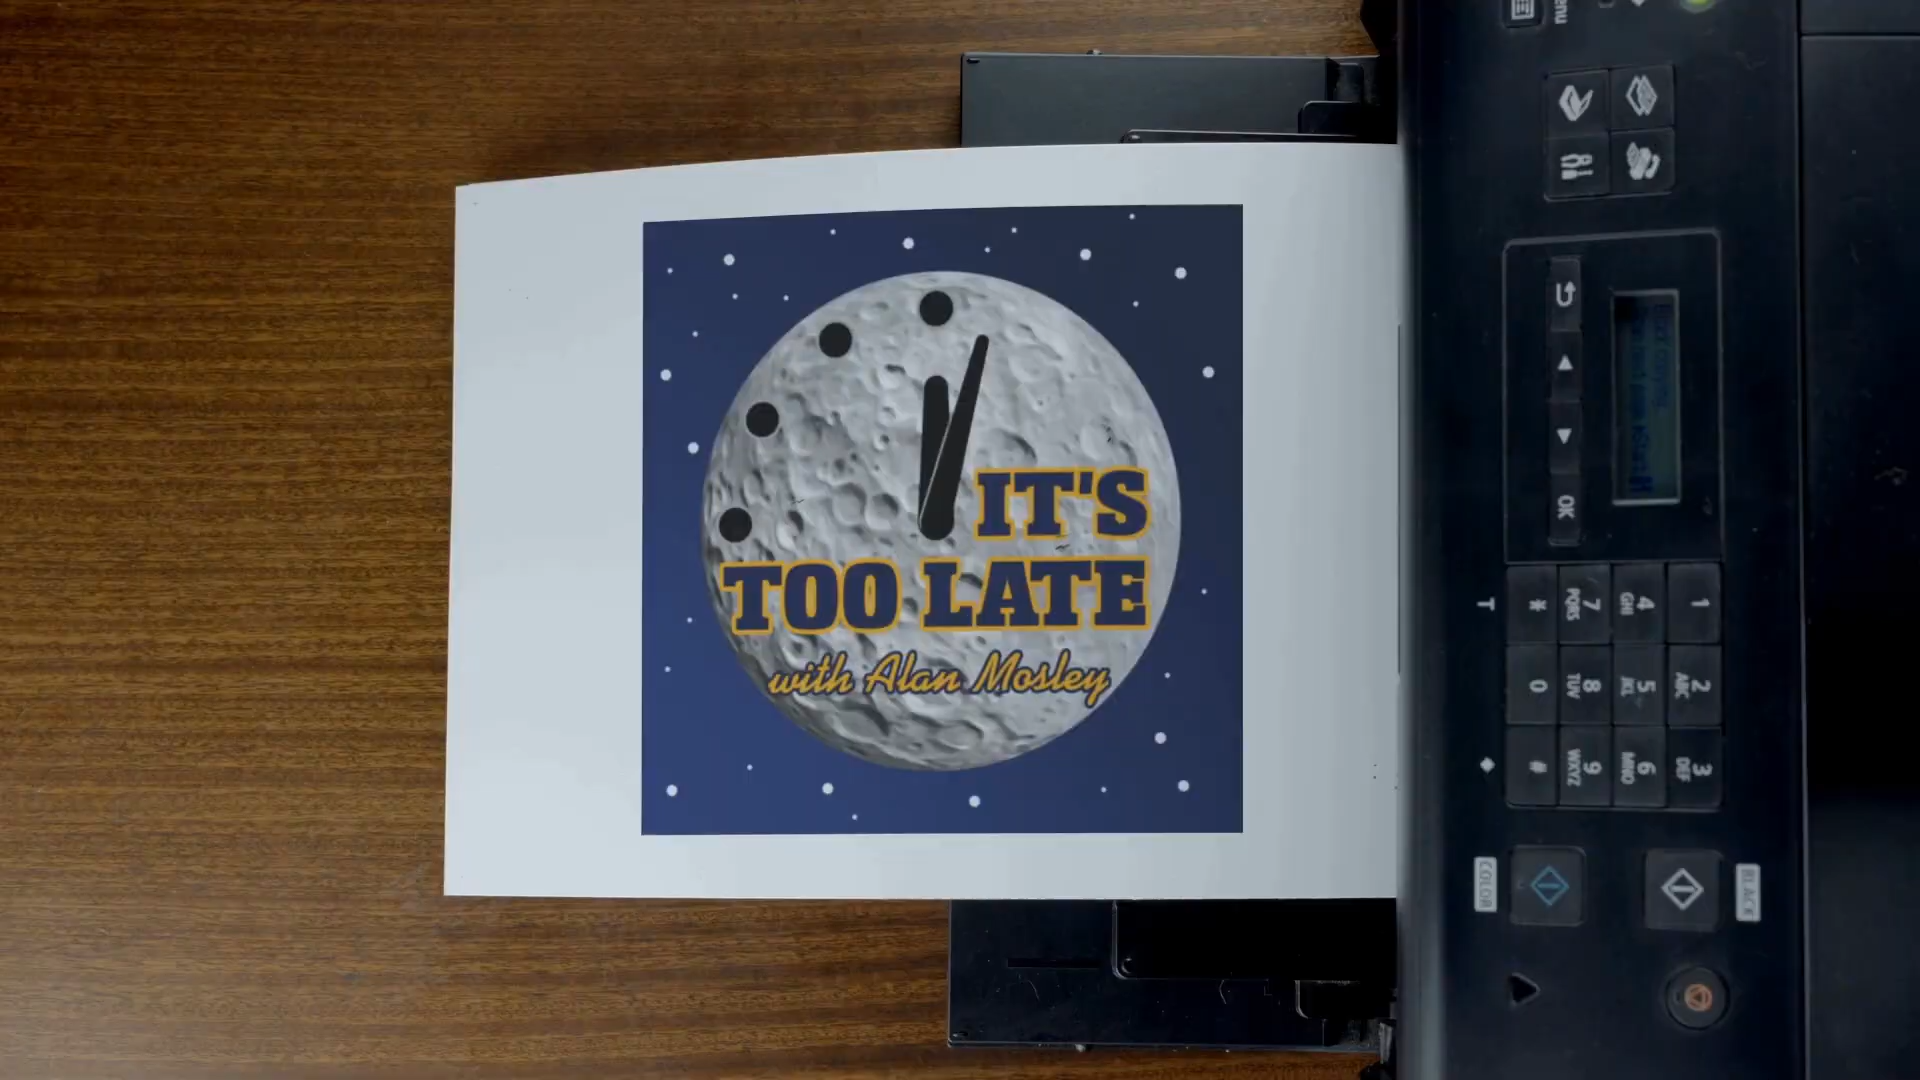 IT'S
TOO LATE
with Alan Mosley
enu
OK
1
2 ABC
3 DEF
4 GHI
5 JKL
6 MNO
7 PQRS
8 TUV
9 WXYZ
*
0
#
T
COLOR
BLACK